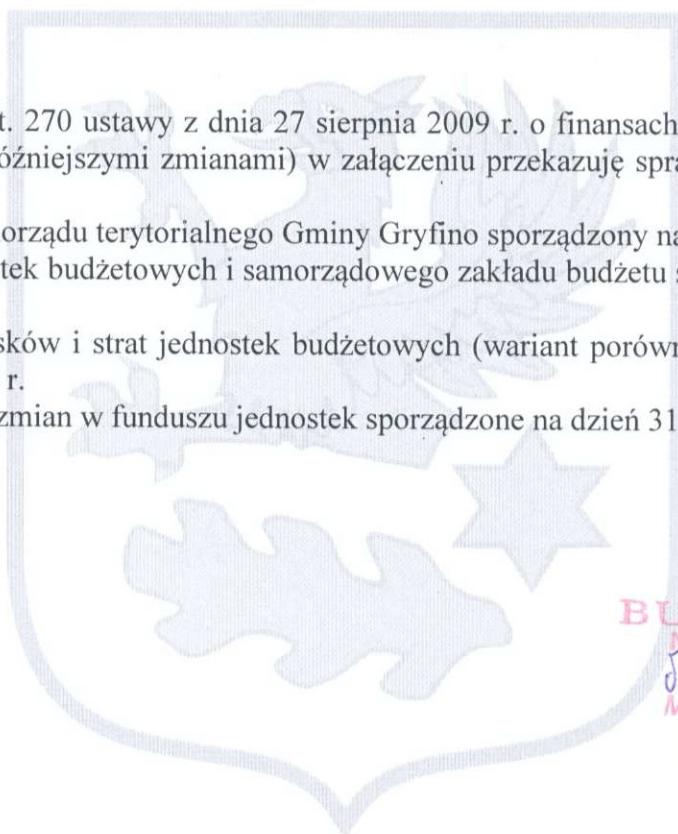 t. 270 ustawy z dnia 27 sierpnia 2009 r. o finansach
óźniejszymi zmianami) w załączeniu przekazuję spra
orządu terytorialnego Gminy Gryfino sporządzony na
tek budżetowych i samorządowego zakładu budżetu s
sków i strat jednostek budżetowych (wariant porówn
r.
zmian w funduszu jednostek sporządzone na dzień 31
BU